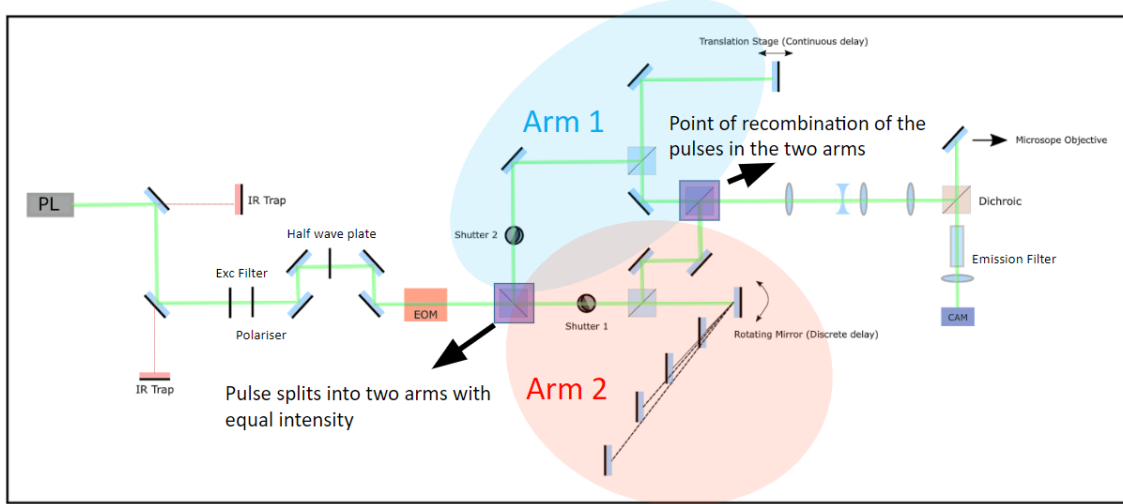 Translation Stage (Continuous delay)
Arm 1
Point of recombination of the
pulses in the two arms
Microsope Objective
PL
IR Trap
Dichroic
Half wave plate
Shutter 2
Exc Filter
Emission Filter
EOM
Shutter 1
CAM
Polariser
Rotating Mirror (Discrete delay)
IR Trap
Pulse splits into two arms with
equal intensity
Arm 2